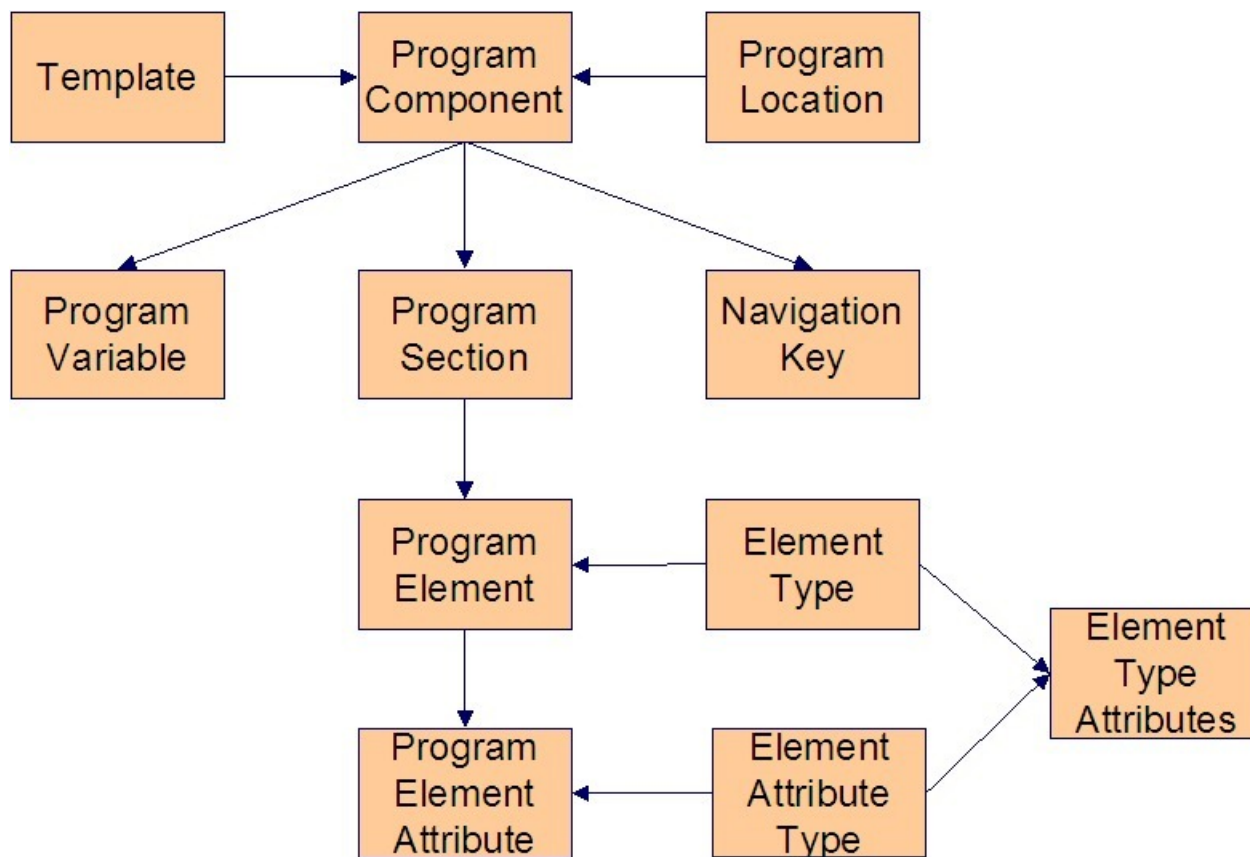 Template
Program
Component
Program
Location
Program
Variable
Program
Section
Navigation
Key
Program
Element
Element
Type
Element
Type
Attributes
Program
Element
Attribute
Element
Attribute
Type